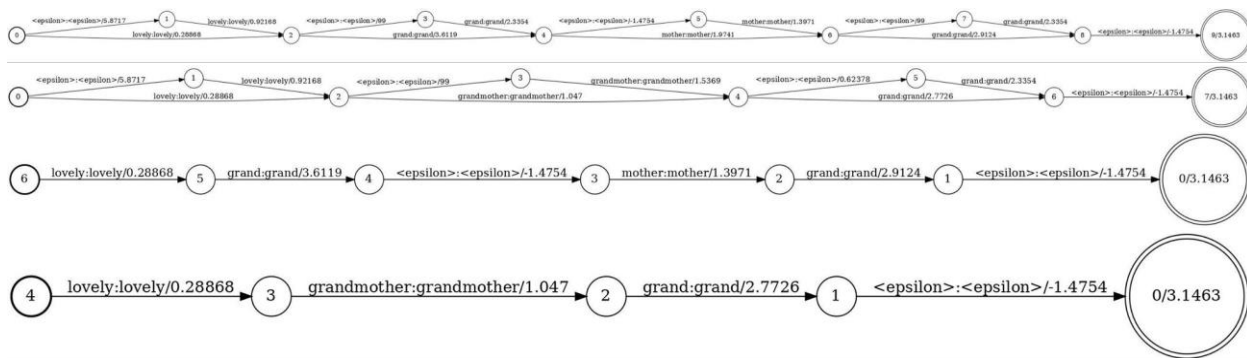 <epsilon>:<epsilon>/5.8717
1
lovely:lovely/0.92168
0
lovely:lovely/0.28868
2
<epsilon>:<epsilon>/99
3
grand:grand/2.3354
grand:grand/3.6119
4
<epsilon>:<epsilon>/-1.4754
5
mother:mother/1.3971
mother:mother/1.9741
6
<epsilon>:<epsilon>/99
7
grand:grand/2.3354
grand:grand/2.9124
8
<epsilon>:<epsilon>/-1.4754
9/3.1463
<epsilon>:<epsilon>/5.8717
1
lovely:lovely/0.92168
0
lovely:lovely/0.28868
2
<epsilon>:<epsilon>/99
3
grandmother:grandmother/1.5369
grandmother:grandmother/1.047
4
<epsilon>:<epsilon>/0.62378
5
grand:grand/2.3354
grand:grand/2.7726
6
<epsilon>:<epsilon>/-1.4754
7/3.1463
6 lovely:lovely/0.28868 5 grand:grand/3.6119 4 <epsilon>:<epsilon>/-1.4754 3 mother:mother/1.3971 2 grand:grand/2.9124 1 <epsilon>:<epsilon>/-1.4754 0/3.1463
4 lovely:lovely/0.28868 3 grandmother:grandmother/1.047 2 grand:grand/2.7726 1 <epsilon>:<epsilon>/-1.4754 0/3.1463